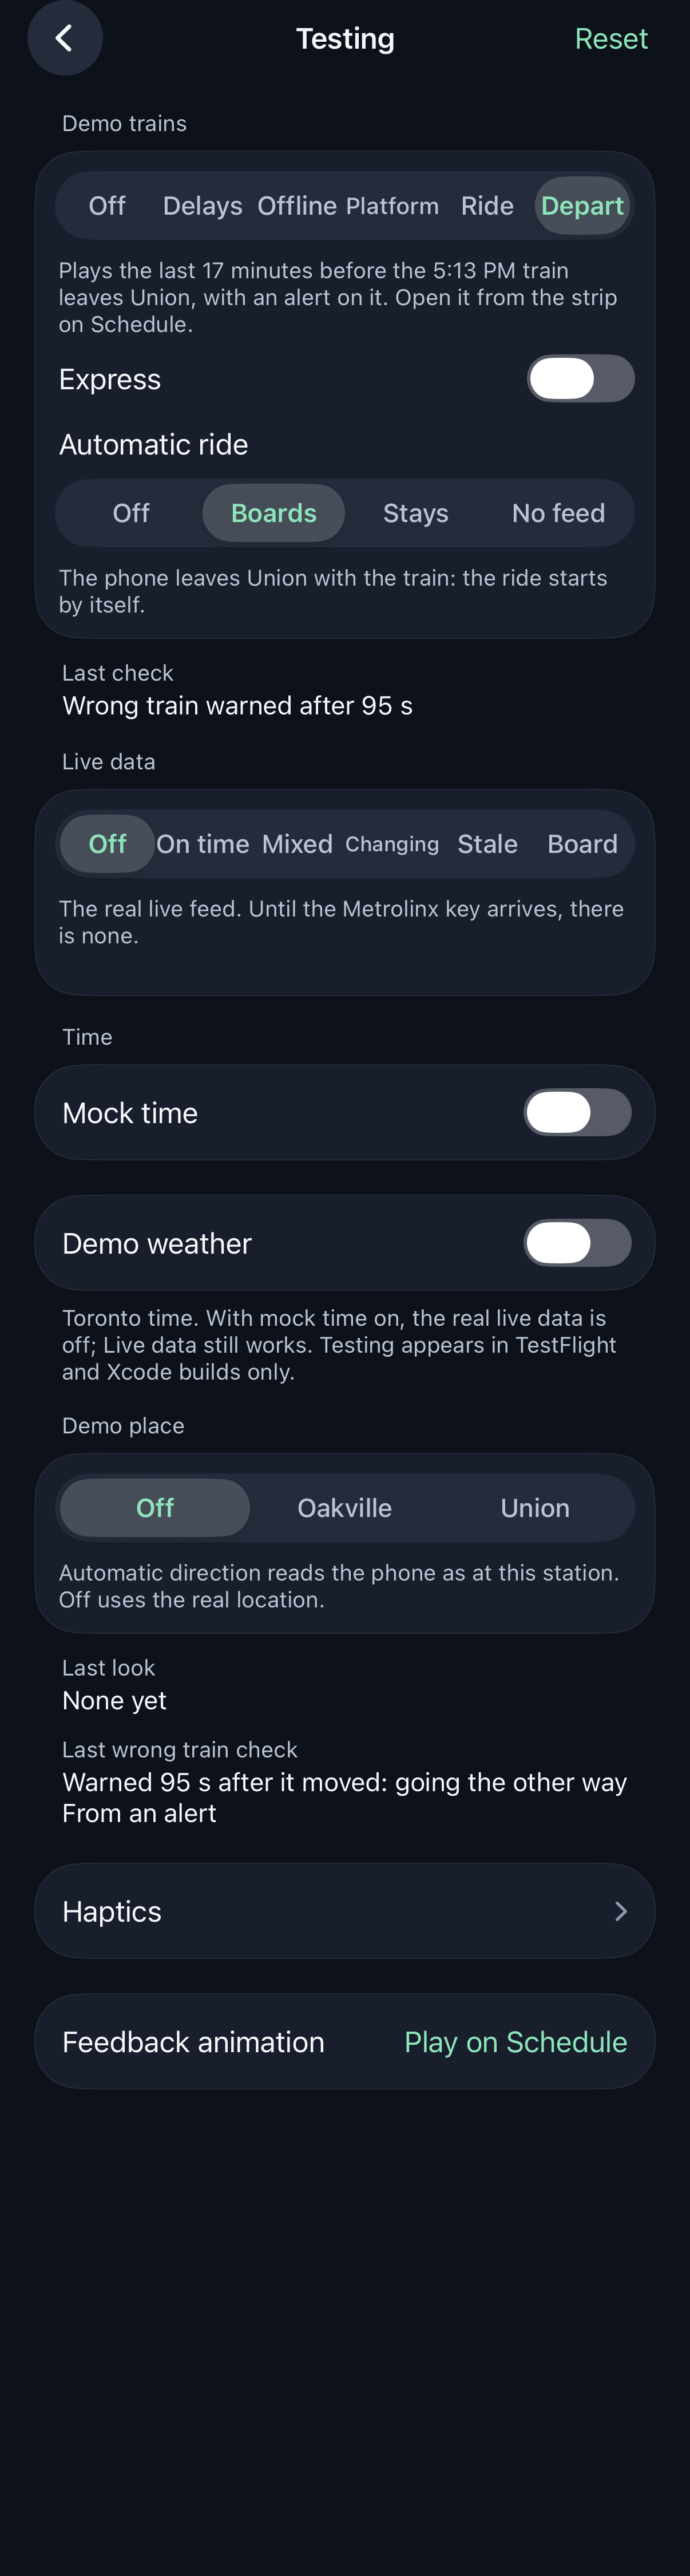 Testing
Reset
Demo trains
Off Delays Offline Platform Ride Depart
Plays the last 17 minutes before the 5:13 PM train
leaves Union, with an alert on it. Open it from the strip
on Schedule.
Express
Automatic ride
Off Boards Stays No feed
The phone leaves Union with the train: the ride starts
by itself.
Last check
Wrong train warned after 95 s
Live data
Off On time Mixed Changing Stale Board
The real live feed. Until the Metrolinx key arrives, there
is none.
Time
Mock time
Demo weather
Toronto time. With mock time on, the real live data is
off; Live data still works. Testing appears in TestFlight
and Xcode builds only.
Demo place
Off Oakville Union
Automatic direction reads the phone as at this station.
Off uses the real location.
Last look
None yet
Last wrong train check
Warned 95 s after it moved: going the other way
From an alert
Haptics
Feedback animation Play on Schedule